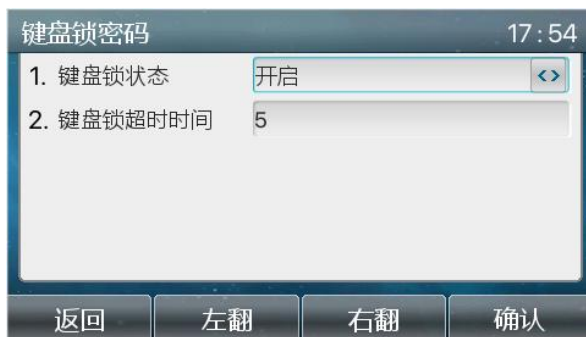 键盘锁密码 17:54
1. 键盘锁状态 开启 <>
2. 键盘锁超时时间 5
返回 左翻 右翻 确认